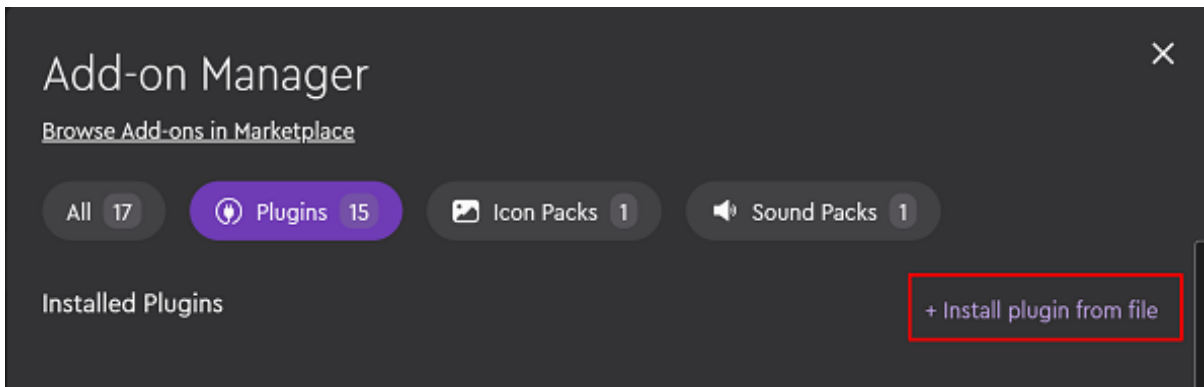 Add-on Manager
Browse Add-ons in Marketplace
All 17 Plugins 15 Icon Packs 1 Sound Packs 1
Installed Plugins + Install plugin from file